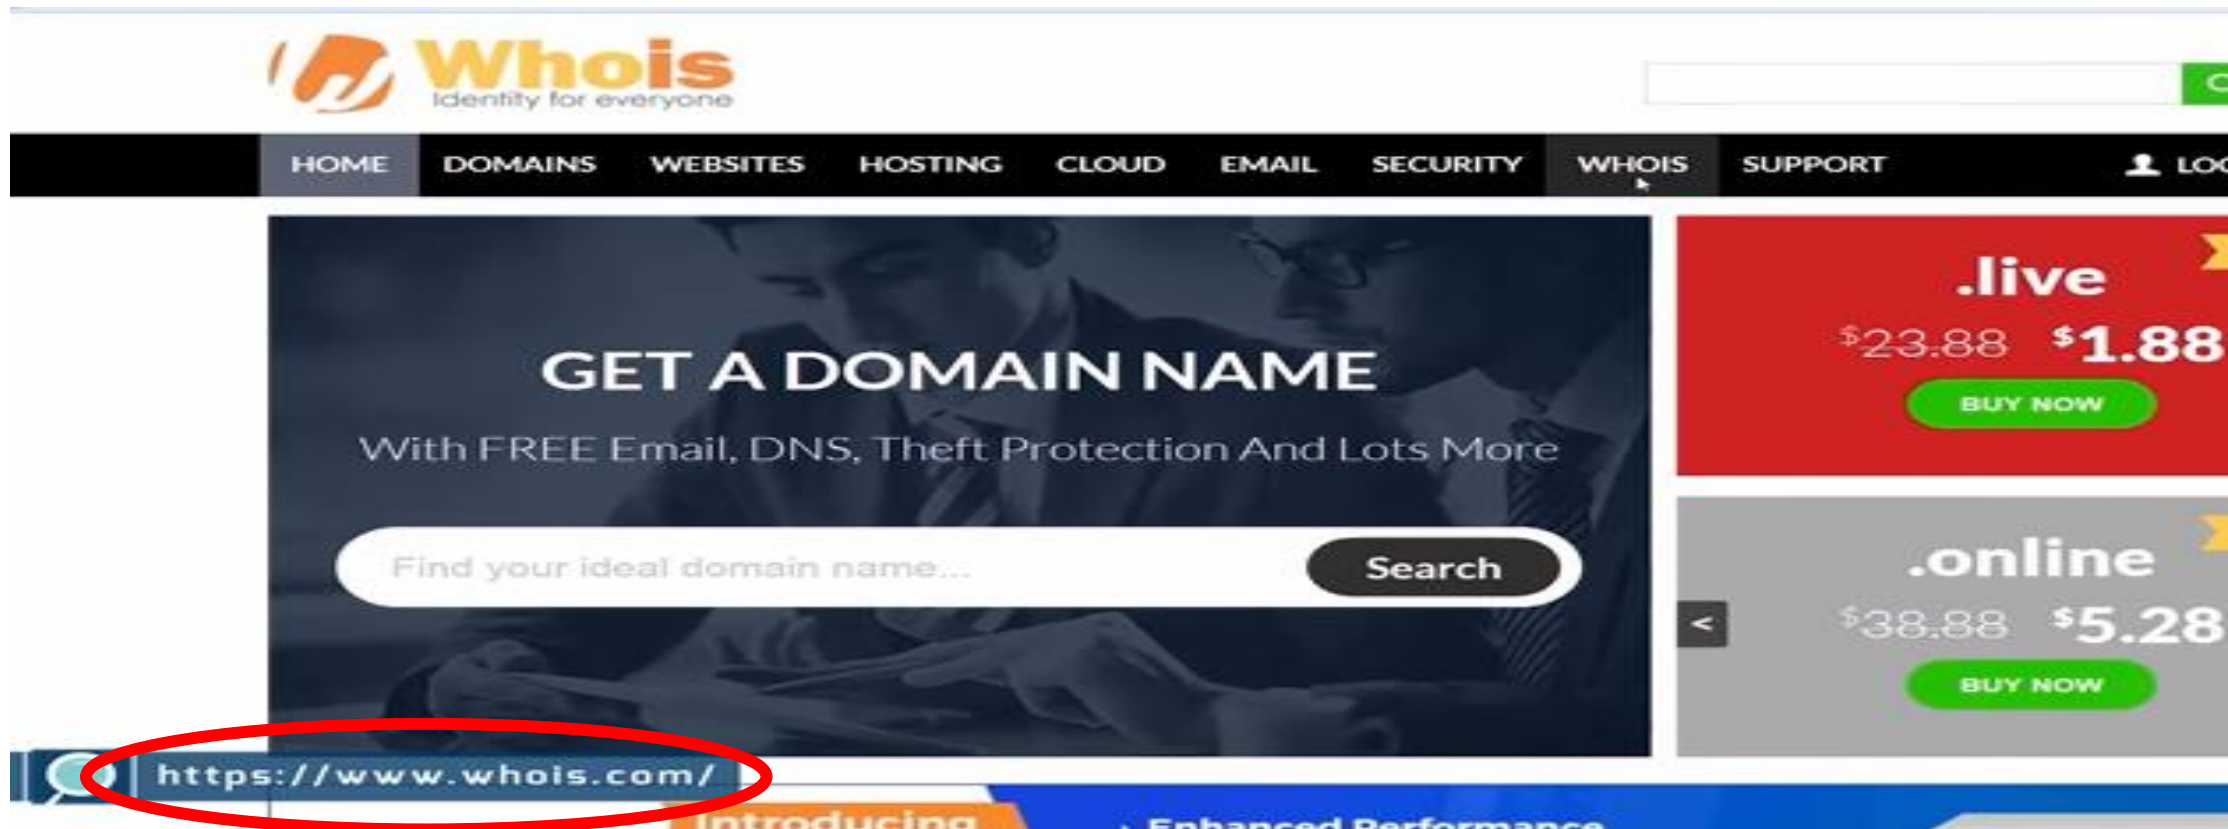 Whois
Identity for everyone
HOME DOMAINS WEBSITES HOSTING CLOUD EMAIL SECURITY WHOIS SUPPORT
GET A DOMAIN NAME
With FREE Email, DNS, Theft Protection And Lots More
Find your ideal domain name...
Search
.live
$23.88 $1.88
BUY NOW
.online
<
$38.88 $5.28
BUY NOW
https://www.whois.com/
Introducing
Enhanced Performance